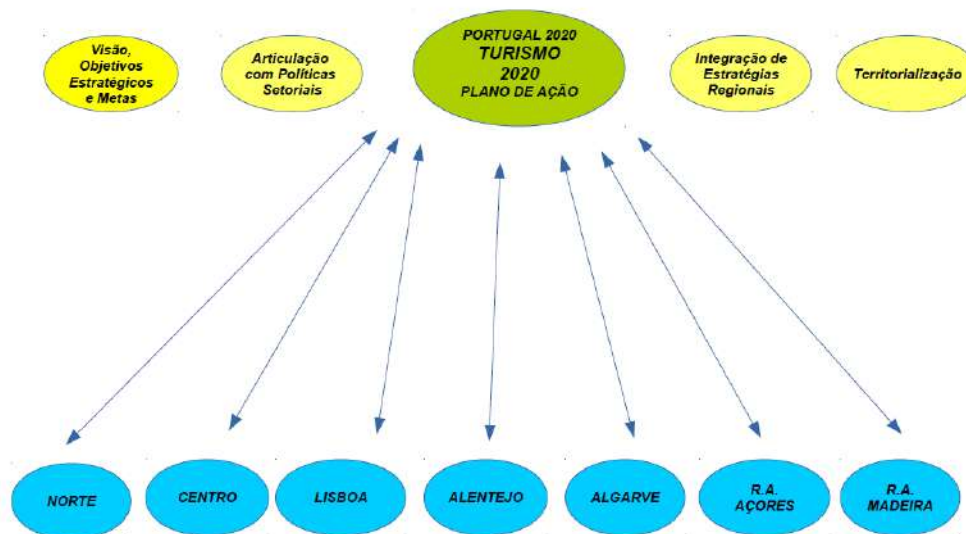 Visão,
Objetivos
Estratégicos
e Metas
Articulação
com Políticas
Setoriais
PORTUGAL 2020
TURISMO
2020
PLANO DE AÇÃO
Integração de
Estratégias
Regionais
Territorialização
NORTE
CENTRO
LISBOA
ALENTEJO
ALGARVE
R.A.
AÇORES
R.A.
MADEIRA